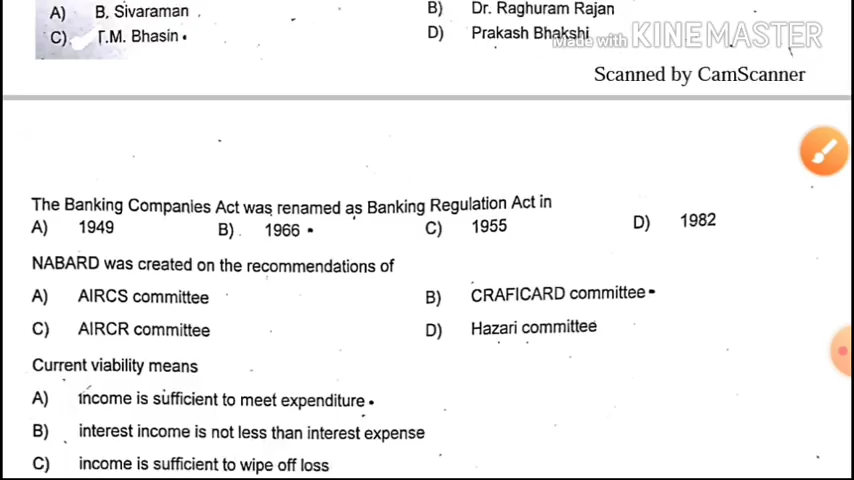 A) B. Sivaraman B) Dr. Raghuram Rajan
C) T.M. Bhasin D) Prakash Bhakshi
Made with KINEMASTER
Scanned by CamScanner
The Banking Companies Act was renamed as Banking Regulation Act in
A) 1949 B) 1966 C) 1955 D) 1982
NABARD was created on the recommendations of
A) AIRCS committee B) CRAFICARD committee
C) AIRCR committee D) Hazari committee
Current viability means
A) income is sufficient to meet expenditure
B) interest income is not less than interest expense
C) income is sufficient to wipe off loss